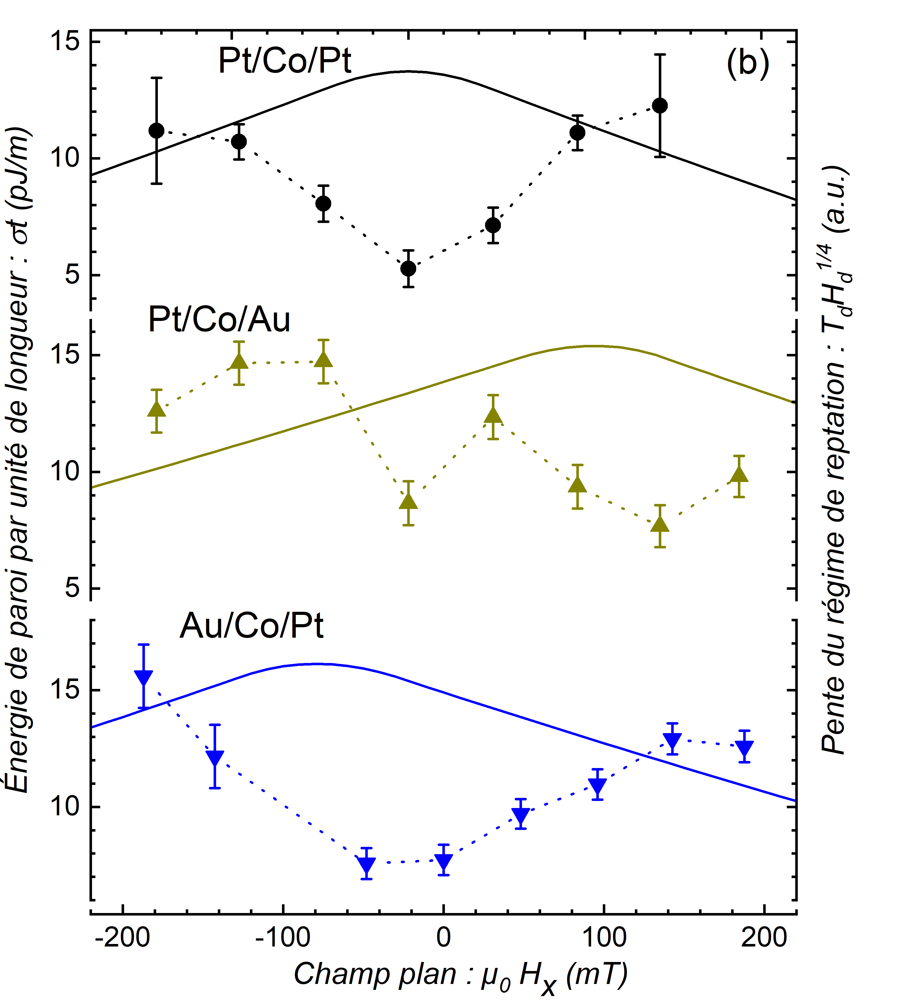 Pt/Co/Pt
(b)
15
10
5
Pt/Co/Au
15
10
5
Au/Co/Pt
15
10
-200 -100 0 100 200
Champ plan : μ0 Hx (mT)
Énergie de paroi par unité de longueur : σt (pJ/m)
Pente du régime de reptation : TdHd^1/4 (a.u.)